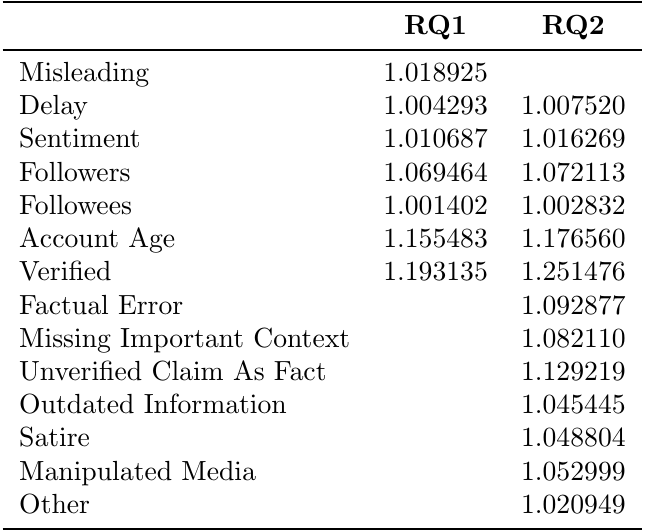 RQ1 RQ2
Misleading 1.018925
Delay 1.004293 1.007520
Sentiment 1.010687 1.016269
Followers 1.069464 1.072113
Followees 1.001402 1.002832
Account Age 1.155483 1.176560
Verified 1.193135 1.251476
Factual Error 1.092877
Missing Important Context 1.082110
Unverified Claim As Fact 1.129219
Outdated Information 1.045445
Satire 1.048804
Manipulated Media 1.052999
Other 1.020949